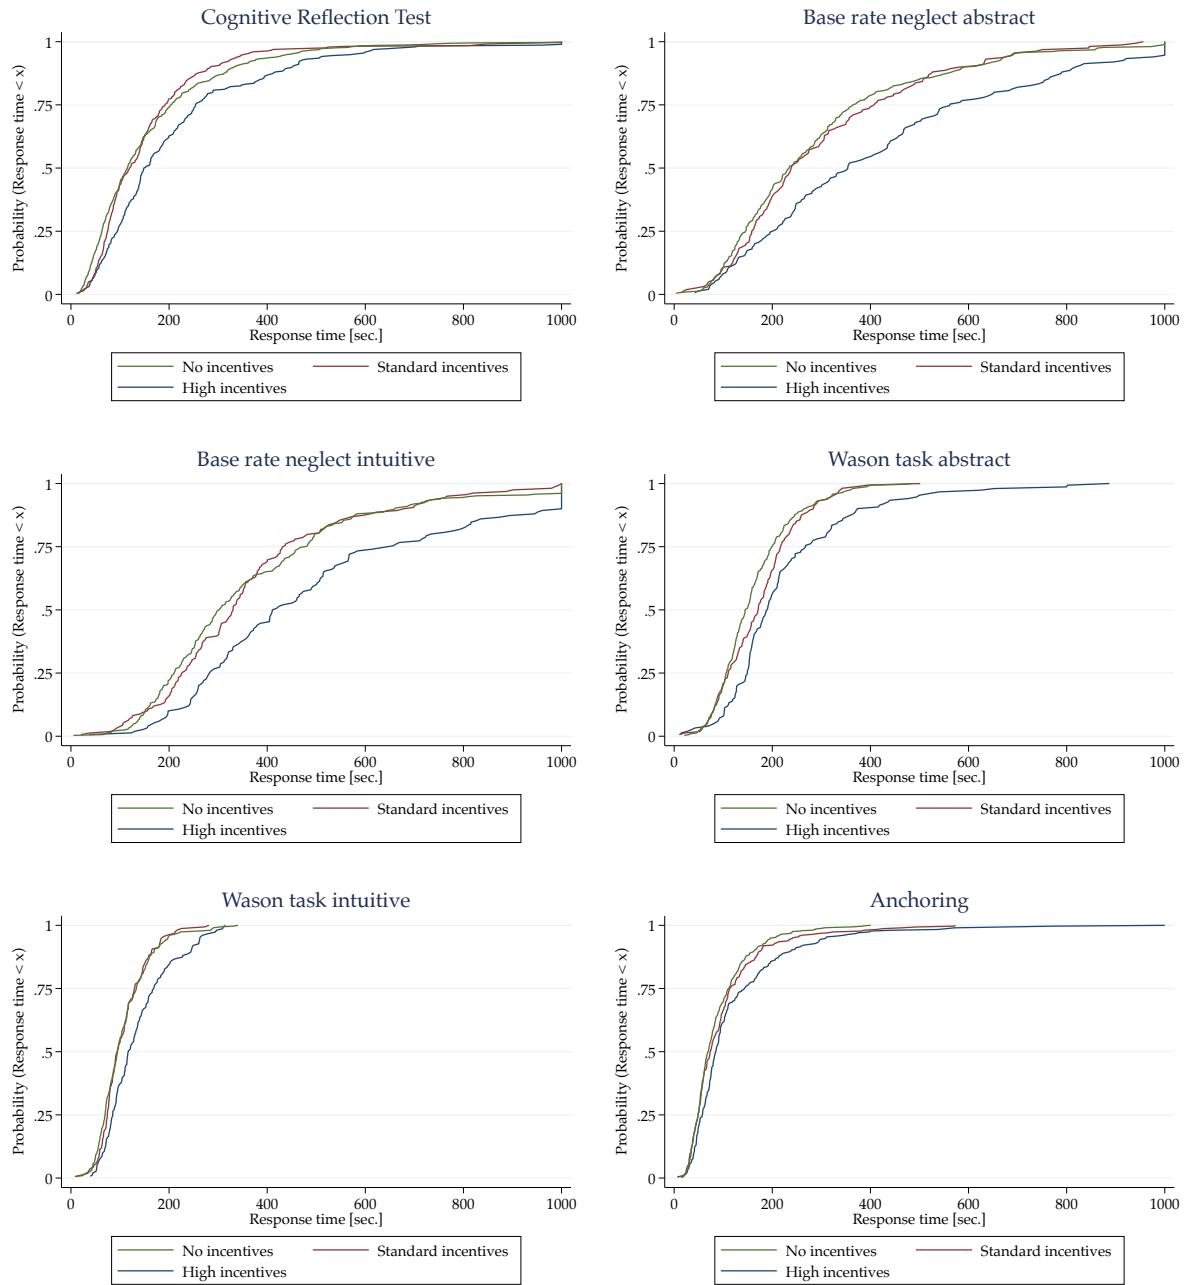 Cognitive Reflection Test
Probability (Response time < x)
1
.75
.5
.25
0
0 200 400 600 800 1000
Response time [sec.]
No incentives Standard incentives
High incentives
Base rate neglect abstract
Probability (Response time < x)
1
.75
.5
.25
0
0 200 400 600 800 1000
Response time [sec.]
No incentives Standard incentives
High incentives
Base rate neglect intuitive
Probability (Response time < x)
1
.75
.5
.25
0
0 200 400 600 800 1000
Response time [sec.]
No incentives Standard incentives
High incentives
Wason task abstract
Probability (Response time < x)
1
.75
.5
.25
0
0 200 400 600 800 1000
Response time [sec.]
No incentives Standard incentives
High incentives
Wason task intuitive
Probability (Response time < x)
1
.75
.5
.25
0
0 200 400 600 800 1000
Response time [sec.]
No incentives Standard incentives
High incentives
Anchoring
Probability (Response time < x)
1
.75
.5
.25
0
0 200 400 600 800 1000
Response time [sec.]
No incentives Standard incentives
High incentives